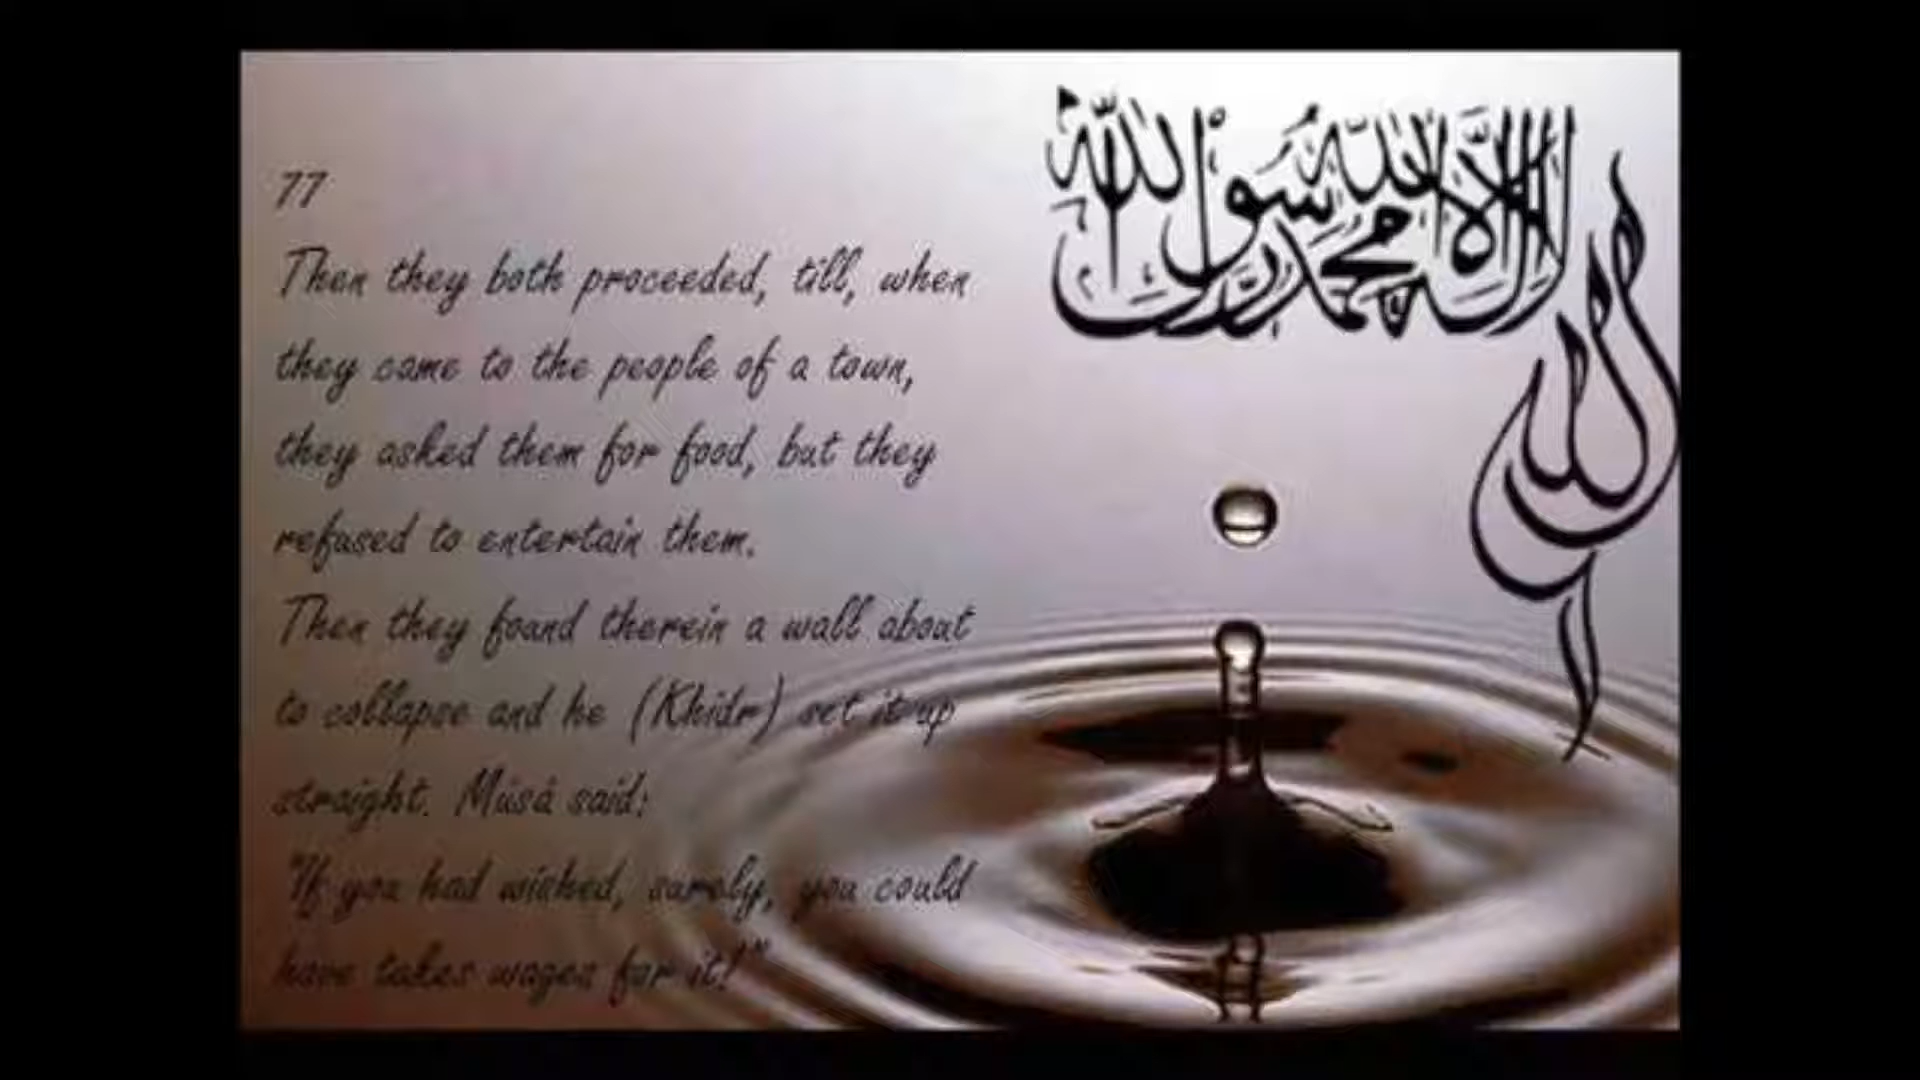 لا إله إلا الله محمد رسول الله
الله
77
Then they both proceeded, till, when
they came to the people of a town,
they asked them for food, but they
refused to entertain them.
Then they found therein a wall about
to collapse and he (Khidr) set it up
straight. Mûsâ said:
"If you had wished, surely, you could
have taken wages for it!"